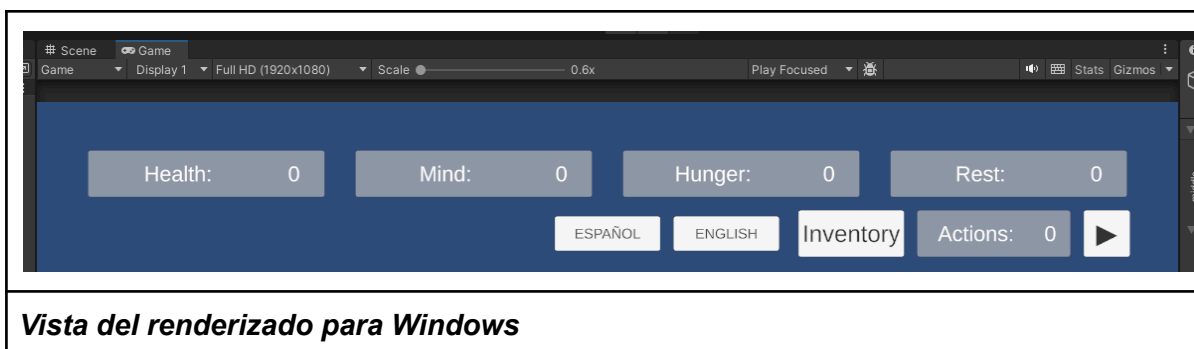 # Scene Game
Game Display 1 Full HD (1920x1080) Scale 0.6x Play Focused Stats Gizmos
Health: 0 Mind: 0 Hunger: 0 Rest: 0
ESPAÑOL ENGLISH Inventory Actions: 0
Vista del renderizado para Windows